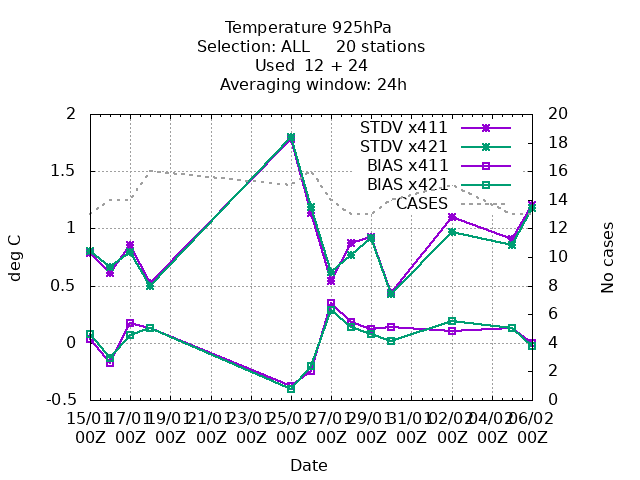 Temperature 925hPa
Selection: ALL 20 stations
Used 12 + 24
Averaging window: 24h
STDV x411
STDV x421
BIAS x411
BIAS x421
CASES
2
1.5
1
0.5
0
-0.5
deg C
20
18
16
14
12
10
8
6
4
2
0
No cases
15/01 17/01 19/01 21/01 23/01 25/01 27/01 29/01 31/01 02/02 04/02 06/02
00Z 00Z 00Z 00Z 00Z 00Z 00Z 00Z 00Z 00Z 00Z 00Z
Date